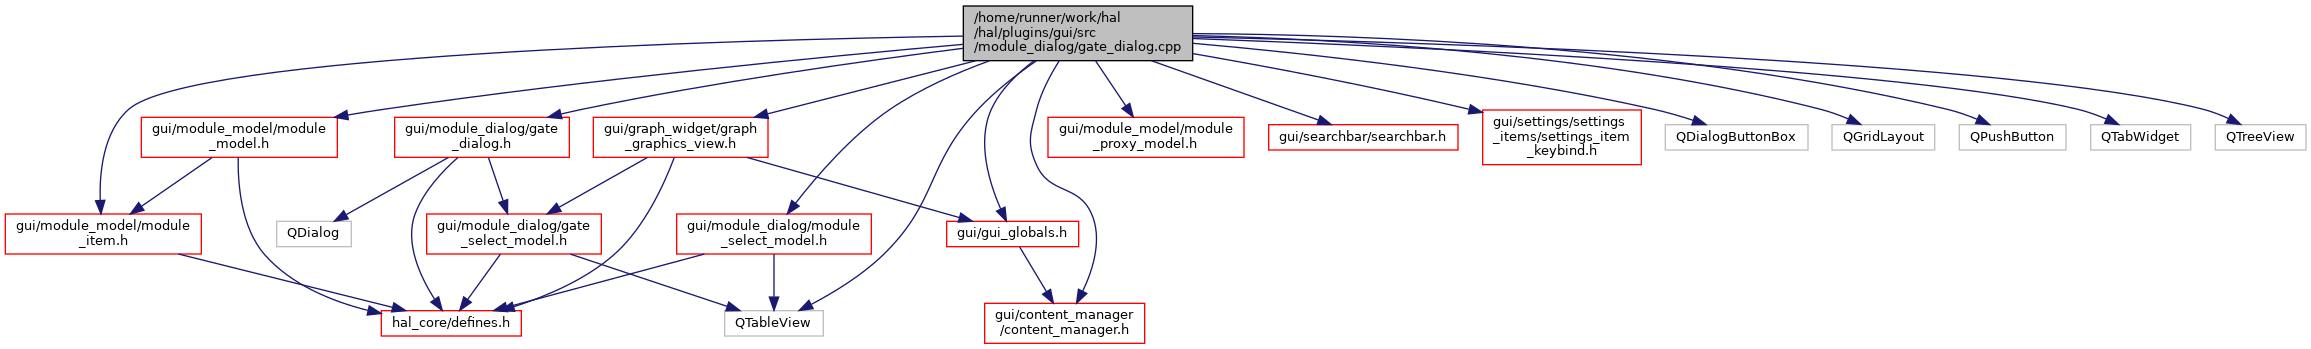 /home/runner/work/hal
/hal/plugins/gui/src
/module_dialog/gate_dialog.cpp
gui/module_model/module
_model.h
gui/module_dialog/gate
_dialog.h
gui/graph_widget/graph
_graphics_view.h
gui/module_model/module
_proxy_model.h
gui/searchbar/searchbar.h
gui/settings/settings
_items/settings_item
_keybind.h
QDialogButtonBox
QGridLayout
QPushButton
QTabWidget
QTreeView
gui/module_model/module
_item.h
QDialog
gui/module_dialog/gate
_select_model.h
gui/module_dialog/module
_select_model.h
gui/gui_globals.h
hal_core/defines.h
QTableView
gui/content_manager
/content_manager.h